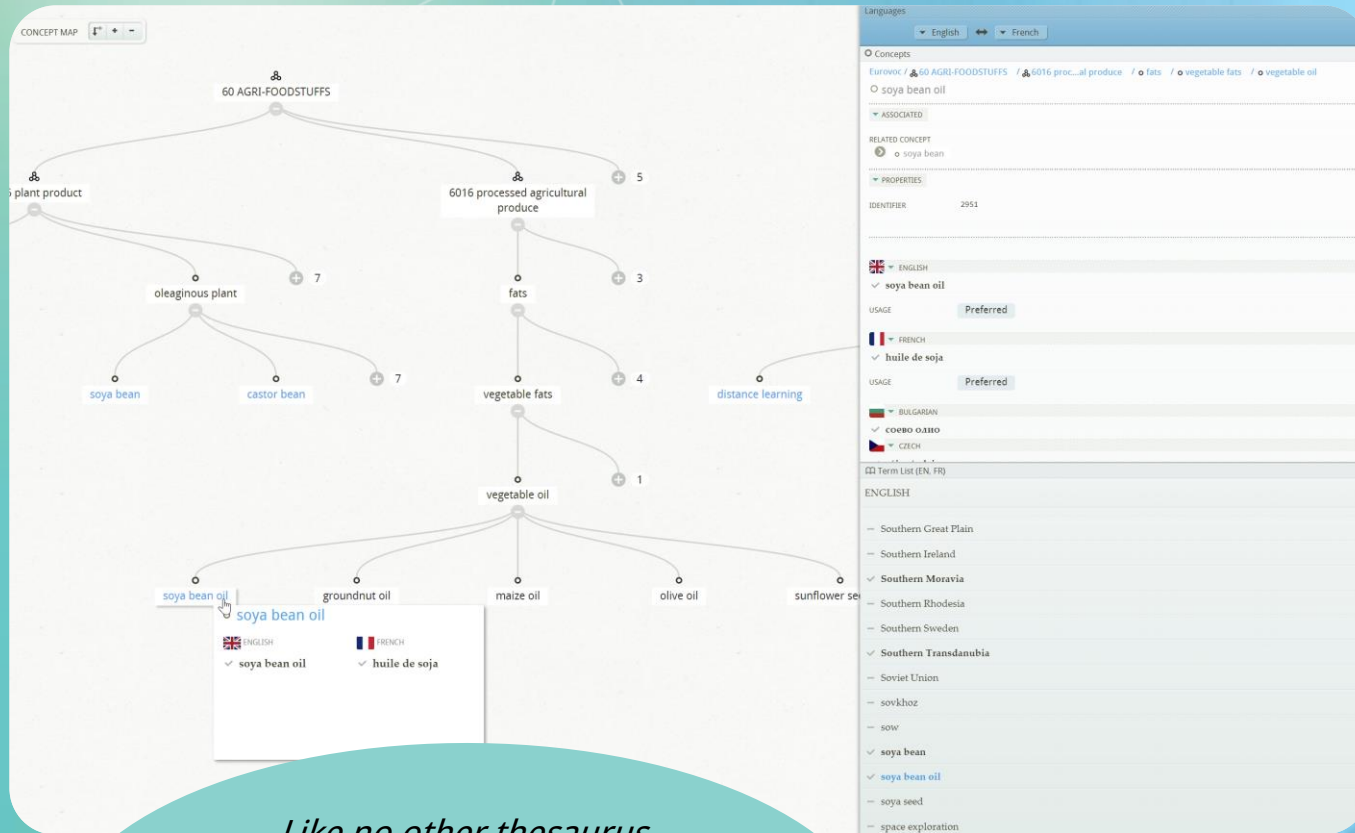 CONCEPT MAP
60 AGRI-FOODSTUFFS
plant product
6016 processed agricultural
produce
5
oleaginous plant
7
fats
3
soya bean
castor bean
7
vegetable fats
4
distance learning
vegetable oil
1
soya bean oil
groundnut oil
maize oil
olive oil
sunflower
soya bean oil
ENGLISH
FRENCH
soya bean oil
huile de soja
Like no other thesaurus
Languages
English
French
Concepts
Eurovoc / 60 AGRI-FOODSTUFFS / 6016 proc...al produce / fats / vegetable fats / vegetable oil
soya bean oil
ASSOCIATED
RELATED CONCEPT
soya bean
PROPERTIES
IDENTIFIER 2951
ENGLISH
soya bean oil
USAGE Preferred
FRENCH
huile de soja
USAGE Preferred
BULGARIAN
соево олио
CZECH
Term List (EN, FR)
ENGLISH
Southern Great Plain
Southern Ireland
Southern Moravia
Southern Rhodesia
Southern Sweden
Southern Transdanubia
Soviet Union
sovkhoz
sow
soya bean
soya bean oil
soya seed
space exploration